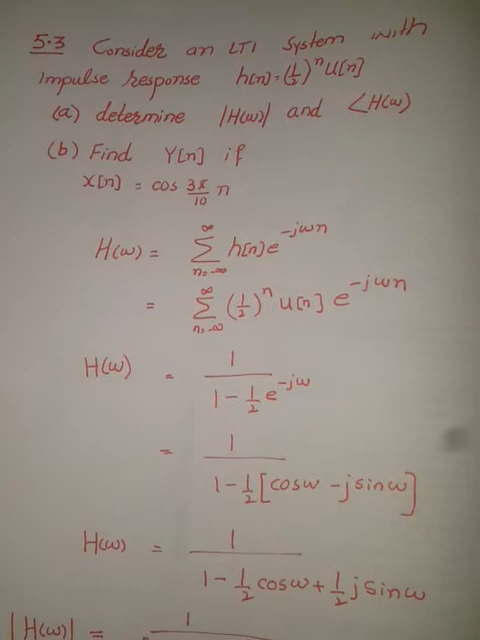 5.3 Consider an LTI System with
impulse response h[n]=(1/2)^n u[n]
(a) determine |H(ω)| and ∠H(ω)
(b) Find Y[n] if
x[n] = cos 3π/10 n
H(ω) = ∑_{n=-∞}^{∞} h[n]e^{-jωn}
= ∑_{n=-∞}^{∞} (1/2)^n u[n] e^{-jωn}
H(ω) = 1/(1 - 1/2 e^{-jω})
= 1/(1 - 1/2 [cosω - j sinω])
H(ω) = 1/(1 - 1/2 cosω + 1/2 j sinω)
|H(ω)| = 1